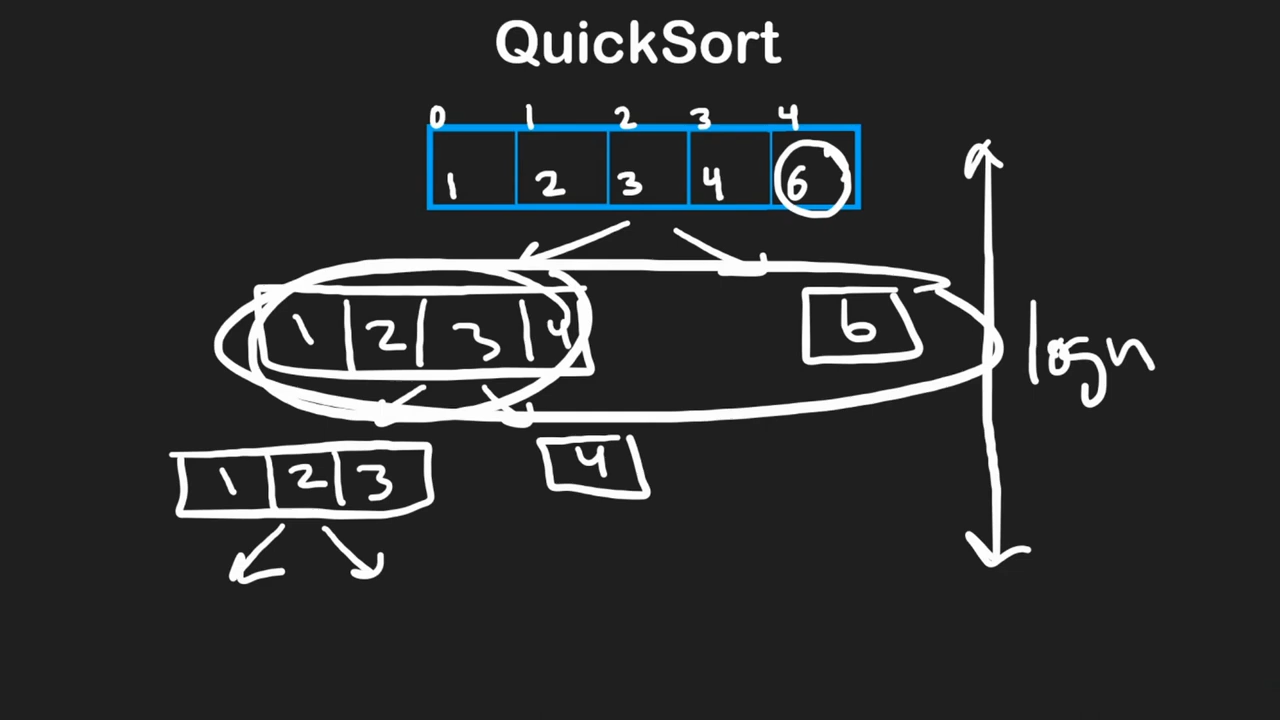 QuickSort
0 1 2 3 4
1 2 3 4 6
1 2 3 4 6
logn
1 2 3 4